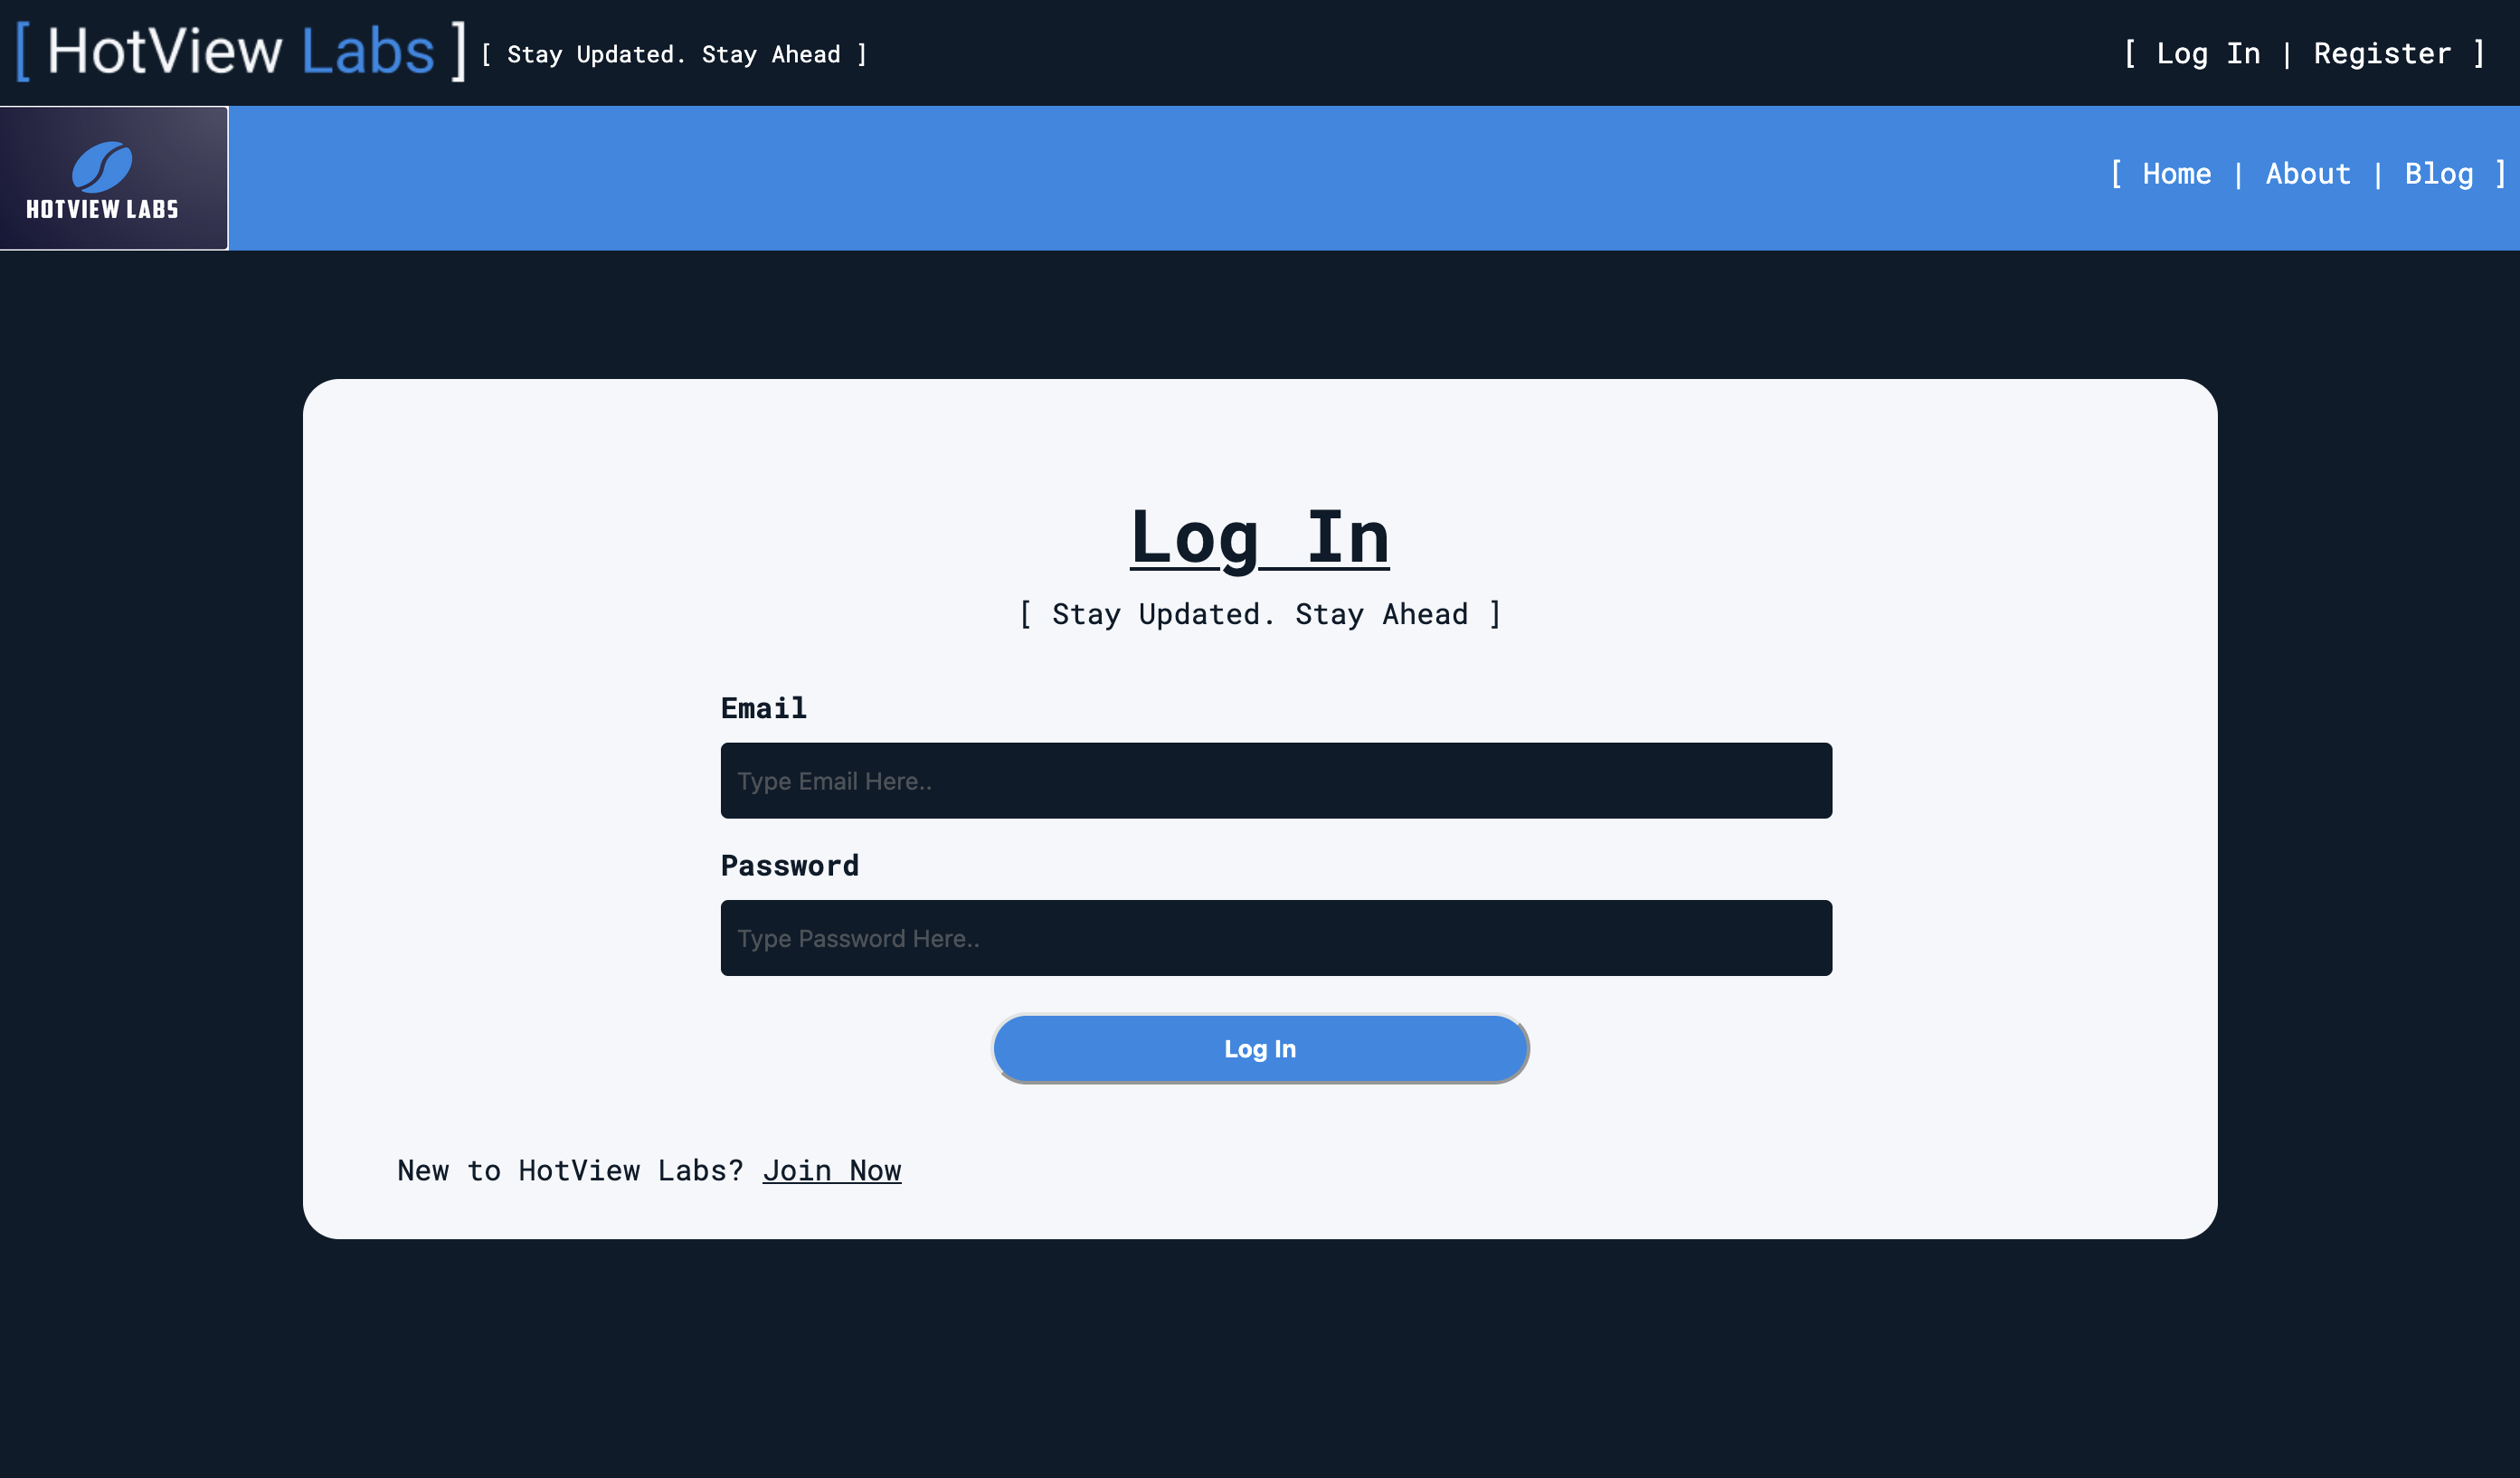 [ HotView Labs ] [ Stay Updated. Stay Ahead ]
[ Log In | Register ]
HOTVIEW LABS
[ Home | About | Blog ]
Log In
[ Stay Updated. Stay Ahead ]
Email
Type Email Here..
Password
Type Password Here..
Log In
New to HotView Labs? Join Now